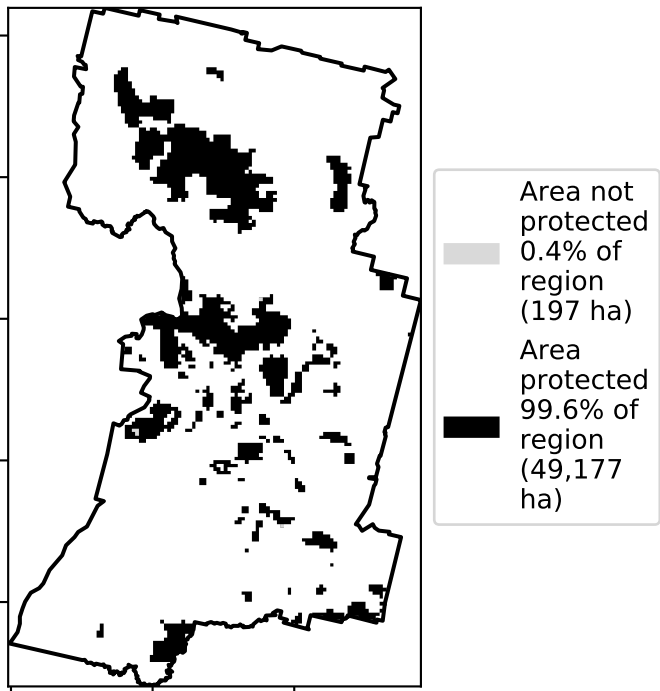 Area not
protected
0.4% of
region
(197 ha)
Area
protected
99.6% of
region
(49,177
ha)